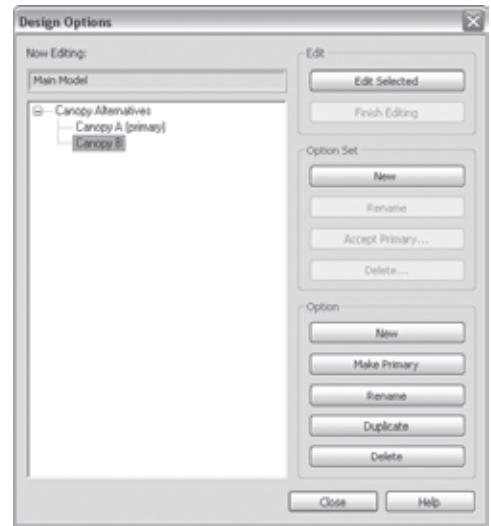 Design Options
Now Editing:
Main Model
Canopy Alternatives
Canopy A (primary)
Canopy B
Edit
Edit Selected
Finish Editing
Option Set
New
Rename
Accept Primary...
Delete...
Option
New
Make Primary
Rename
Duplicate
Delete
Close
Help